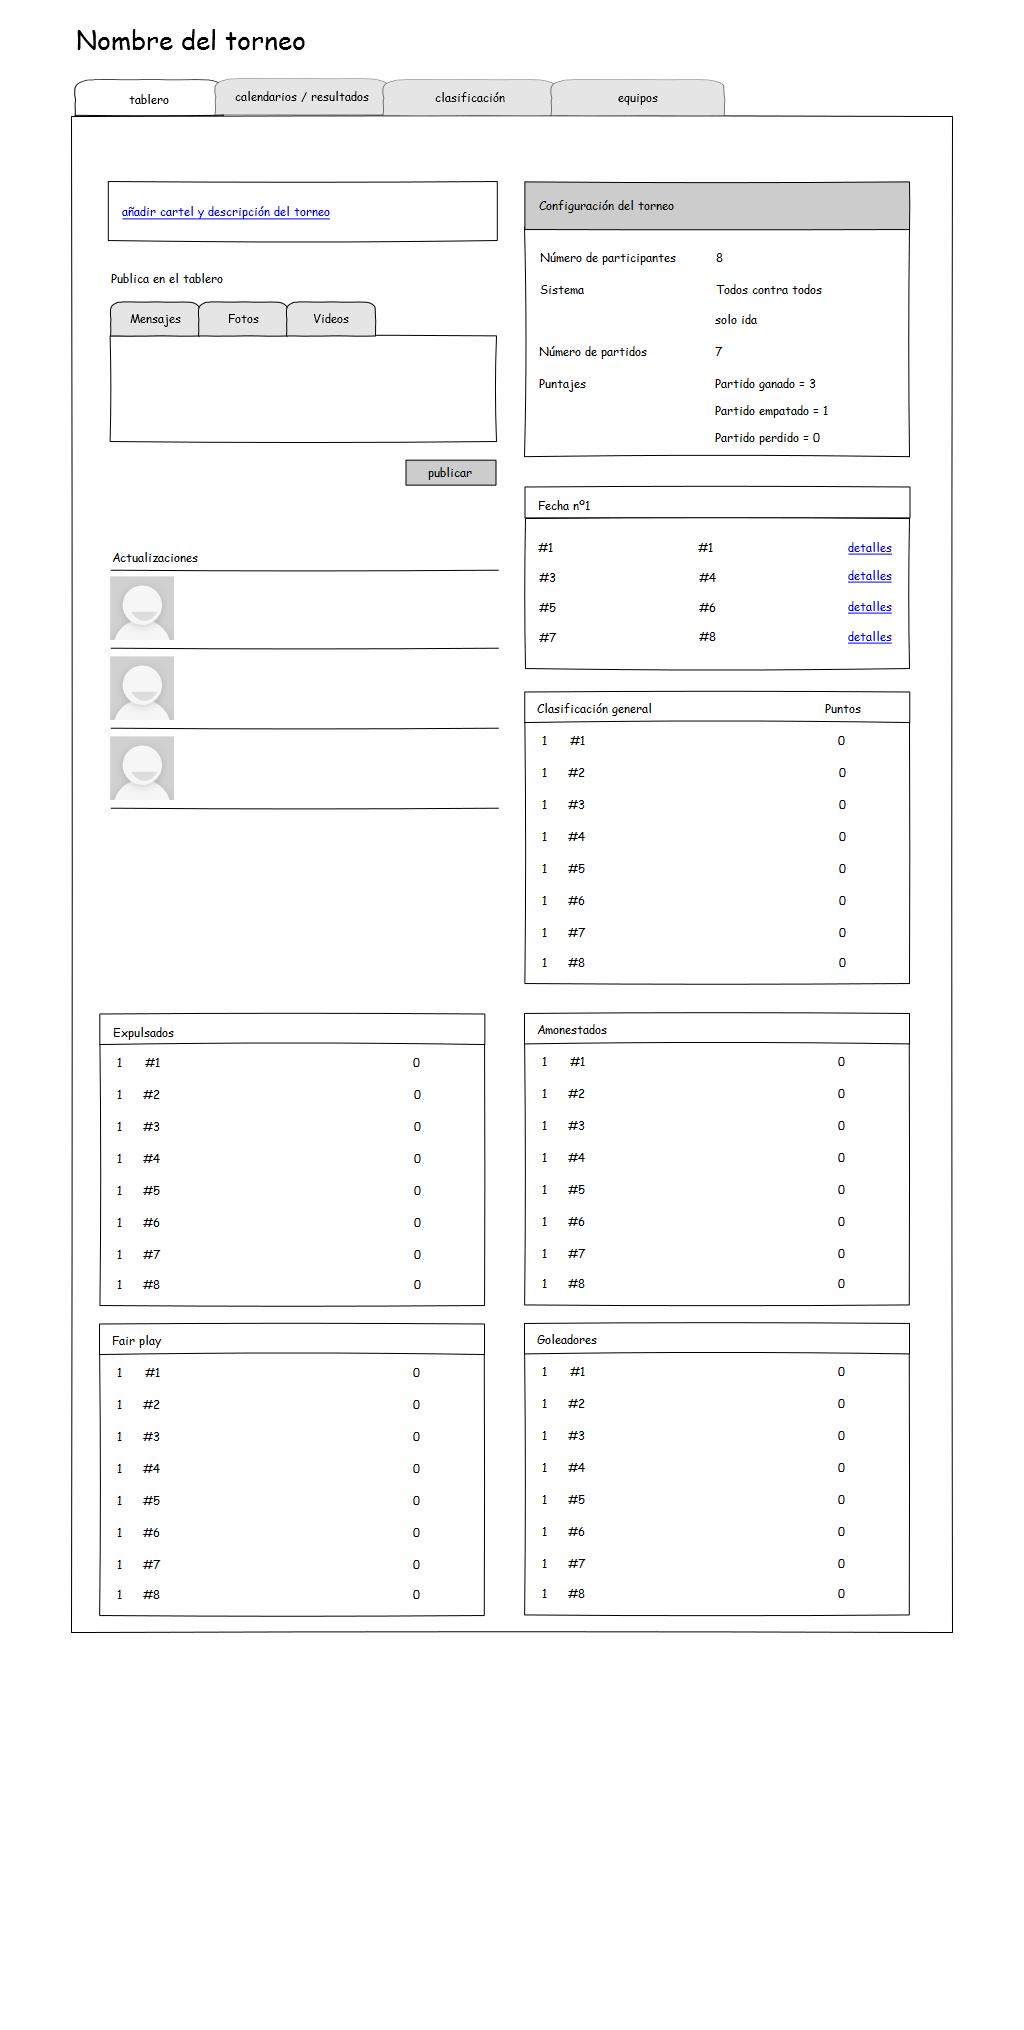 Nombre del torneo
tablero
calendarios / resultados
clasificación
equipos
añadir cartel y descripción del torneo
Publica en el tablero
Mensajes
Fotos
Videos
publicar
Actualizaciones
Configuración del torneo
Número de participantes 8
Sistema Todos contra todos
solo ida
Número de partidos 7
Puntajes Partido ganado = 3
Partido empatado = 1
Partido perdido = 0
Fecha nº1
#1 #1 detalles
#3 #4 detalles
#5 #6 detalles
#7 #8 detalles
Clasificación general Puntos
1 #1 0
1 #2 0
1 #3 0
1 #4 0
1 #5 0
1 #6 0
1 #7 0
1 #8 0
Expulsados
1 #1 0
1 #2 0
1 #3 0
1 #4 0
1 #5 0
1 #6 0
1 #7 0
1 #8 0
Amonestados
1 #1 0
1 #2 0
1 #3 0
1 #4 0
1 #5 0
1 #6 0
1 #7 0
1 #8 0
Fair play
1 #1 0
1 #2 0
1 #3 0
1 #4 0
1 #5 0
1 #6 0
1 #7 0
1 #8 0
Goleadores
1 #1 0
1 #2 0
1 #3 0
1 #4 0
1 #5 0
1 #6 0
1 #7 0
1 #8 0